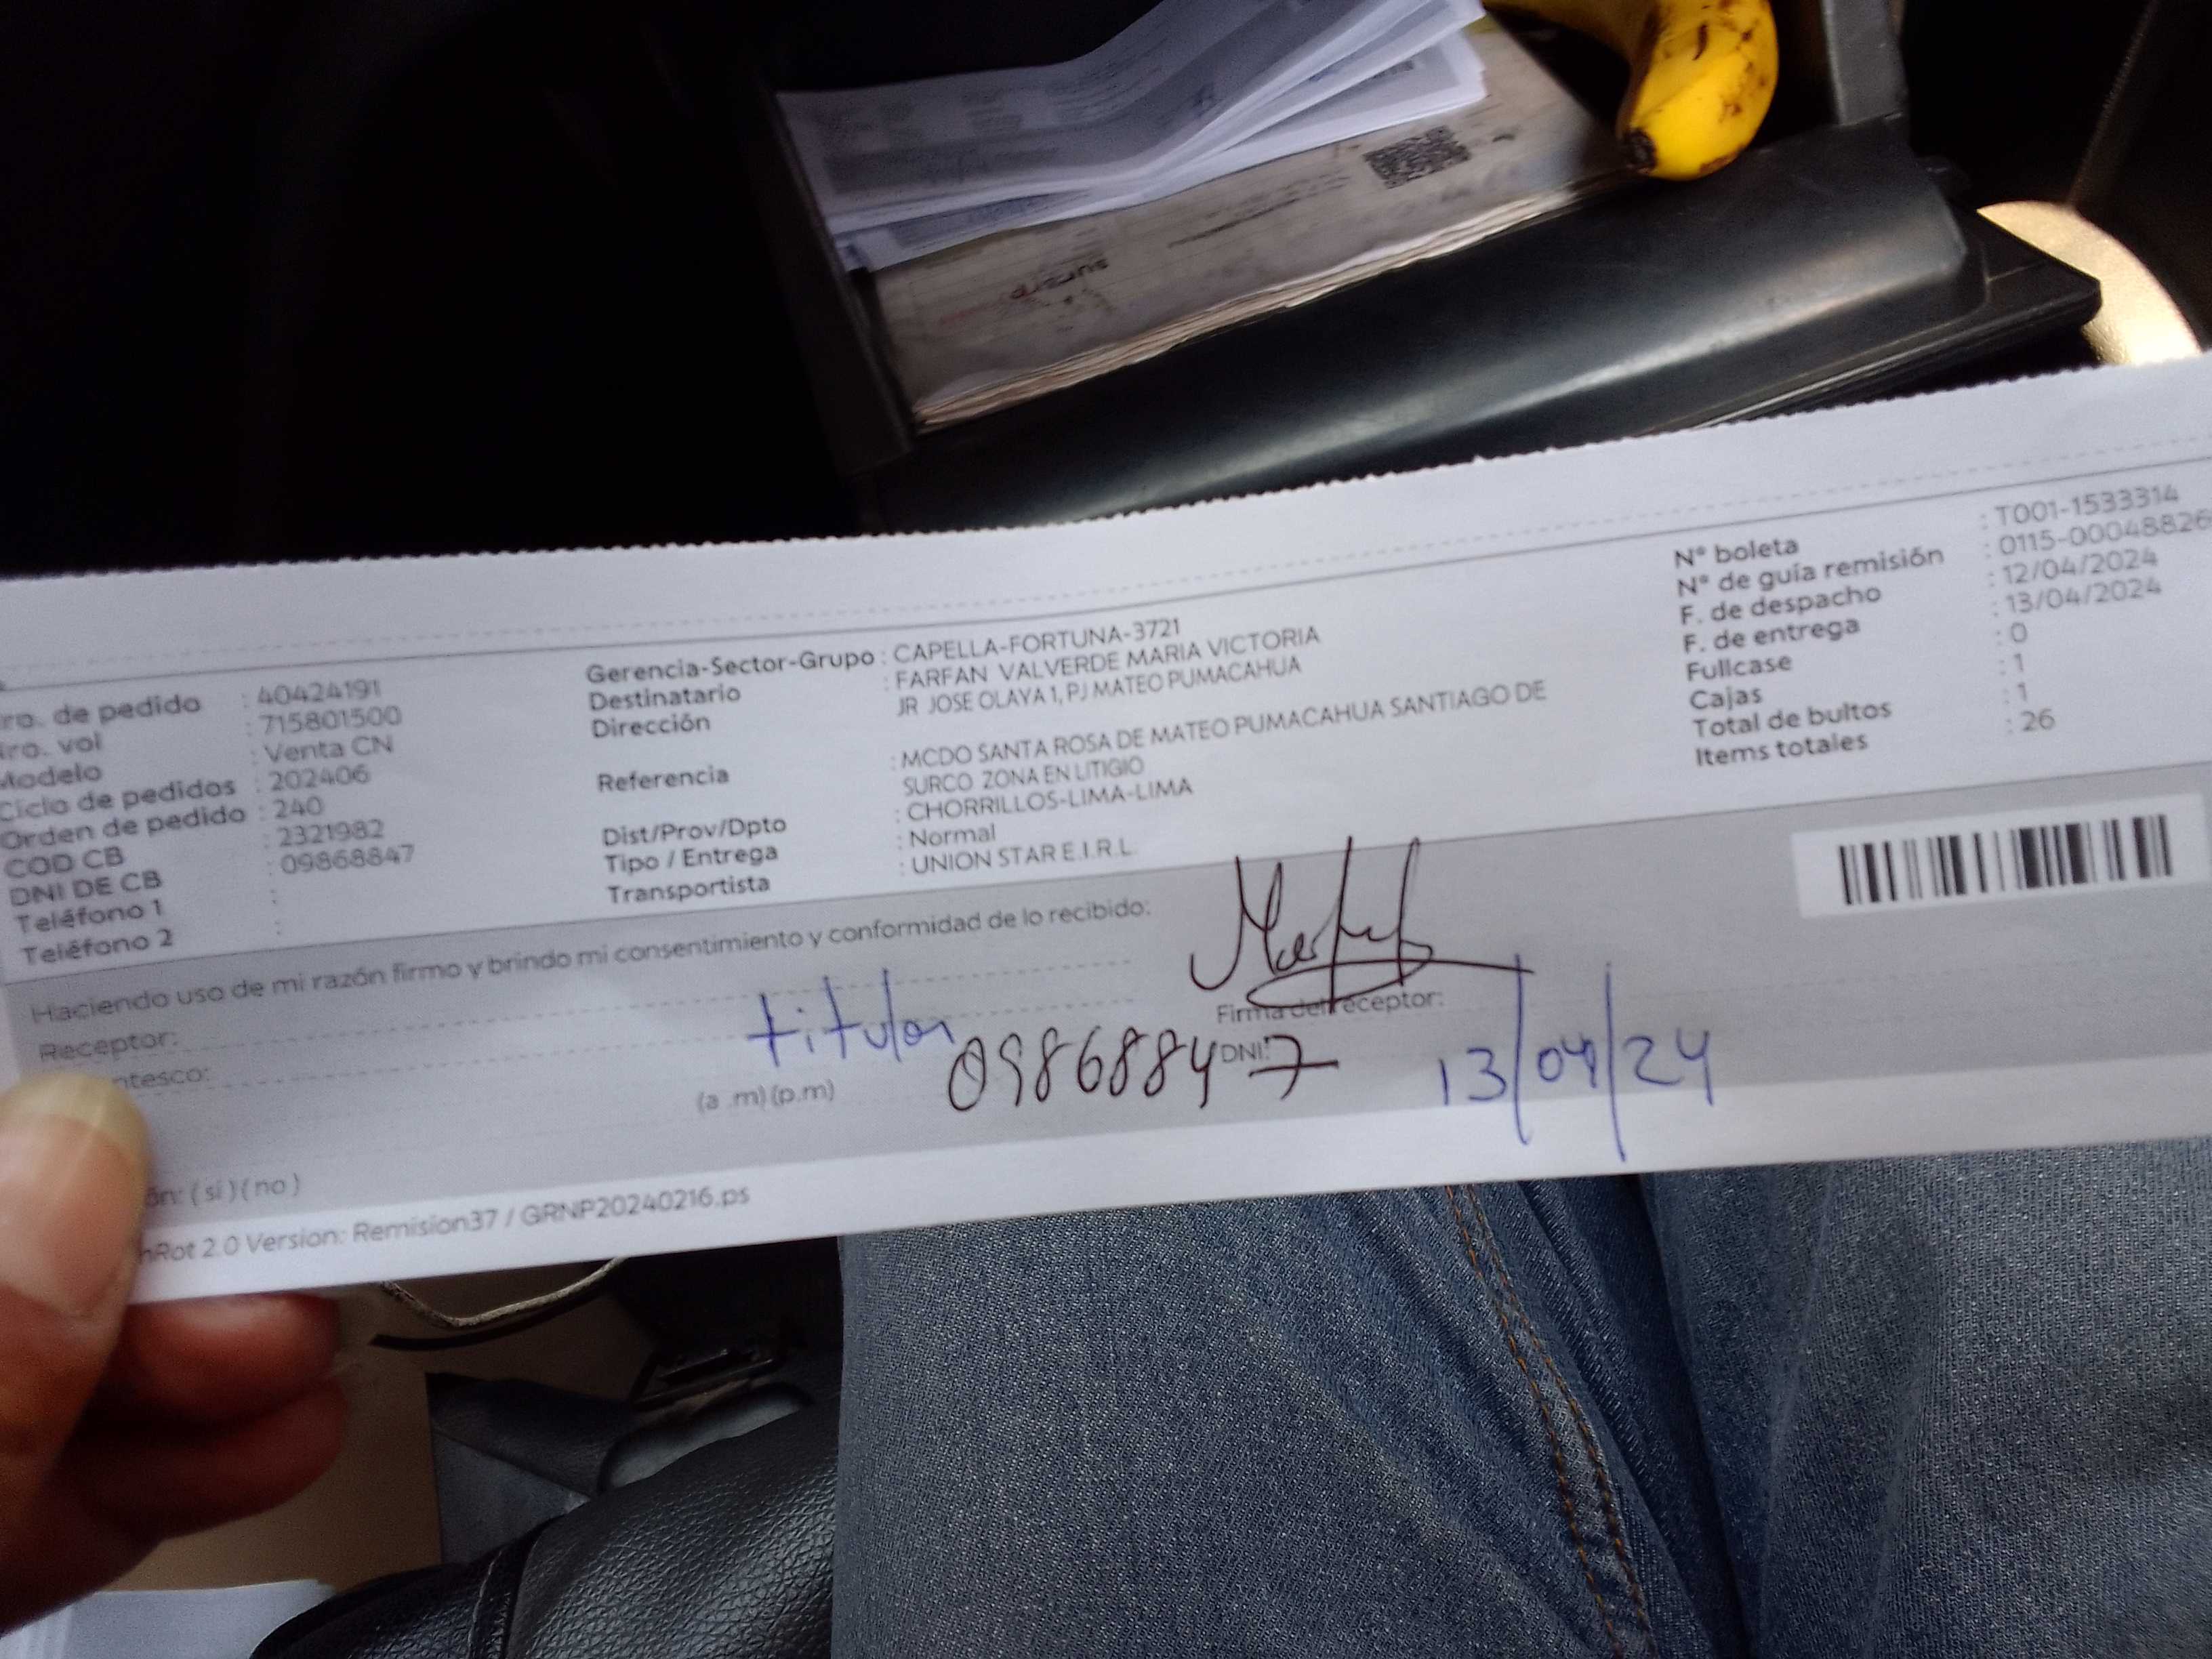 Nro. de pedido : 40424191
Nro. vol : 715801500
Modelo : Venta CN
Ciclo de pedidos : 202406
Orden de pedido : 240
COD CB : 2321982
DNI DE CB : 09868847
Teléfono 1 :
Teléfono 2 :
Gerencia-Sector-Grupo : CAPELLA-FORTUNA-3721
Destinatario : FARFAN VALVERDE MARIA VICTORIA
Dirección JR JOSE OLAYA 1, PJ MATEO PUMACAHUA
Referencia : MCDO SANTA ROSA DE MATEO PUMACAHUA SANTIAGO DE
SURCO ZONA EN LITIGIO
Dist/Prov/Dpto : CHORRILLOS-LIMA-LIMA
Tipo / Entrega : Normal
Transportista : UNION STAR E.I.R.L.
N° boleta : T001-1533314
N° de guía remisión : 0115-00048826
F. de despacho : 12/04/2024
F. de entrega : 13/04/2024
Fullcase : 0
Cajas : 1
Total de bultos : 1
Items totales : 26
Haciendo uso de mi razón firmo y brindo mi consentimiento y conformidad de lo recibido:
Receptor:
Firma del receptor:
ntesco: titular
DNI: 09868847
13/04/24
(a .m) (p.m)
ón: ( si ) ( no )
nRot 2.0 Version: Remision37 / GRNP20240216.ps